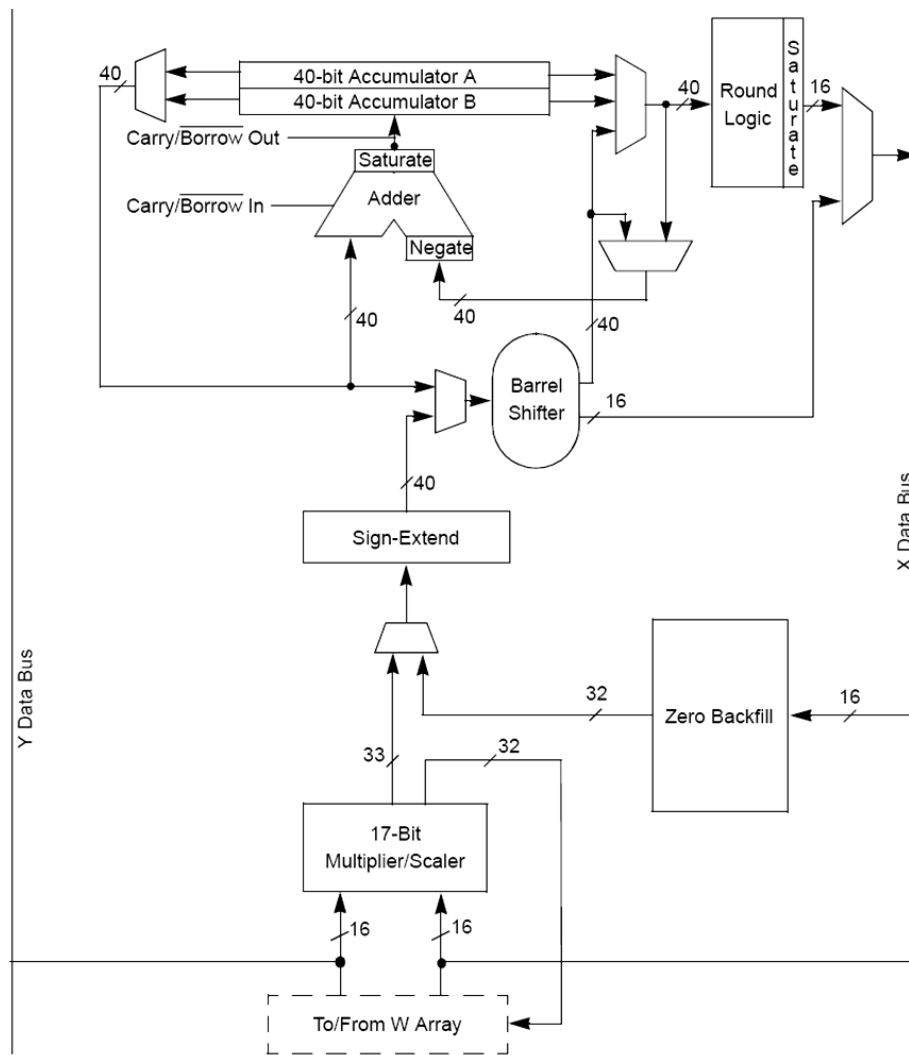 40
40-bit Accumulator A
40-bit Accumulator B
40
Round
Logic
Saturate
16
Carry/Borrow Out
Saturate
Carry/Borrow In
Adder
Negate
40
40
40
Barrel
Shifter
16
40
Sign-Extend
X Data Bus
Y Data Bus
32
Zero Backfill
16
33
32
17-Bit
Multiplier/Scaler
16
16
To/From W Array